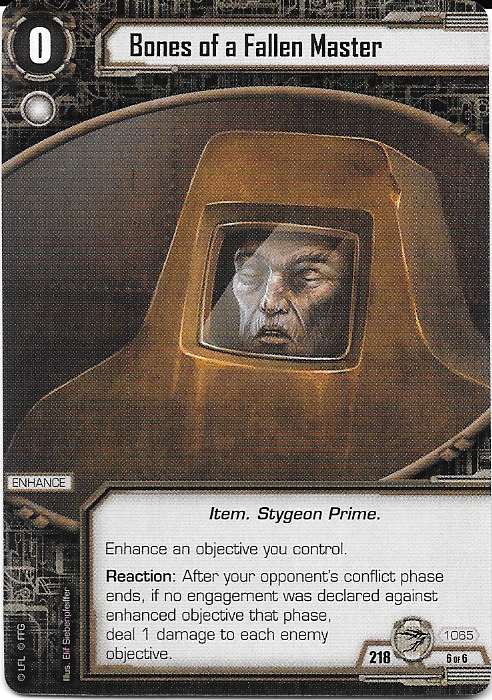 0
Bones of a Fallen Master
ENHANCE
Item. Stygeon Prime.
Enhance an objective you control.
Reaction: After your opponent's conflict phase
ends, if no engagement was declared against
enhanced objective that phase,
deal 1 damage to each enemy
objective.
218
1065
6 of 6
© LFL © FFG
Illus. Elif Siebenpfeiffer